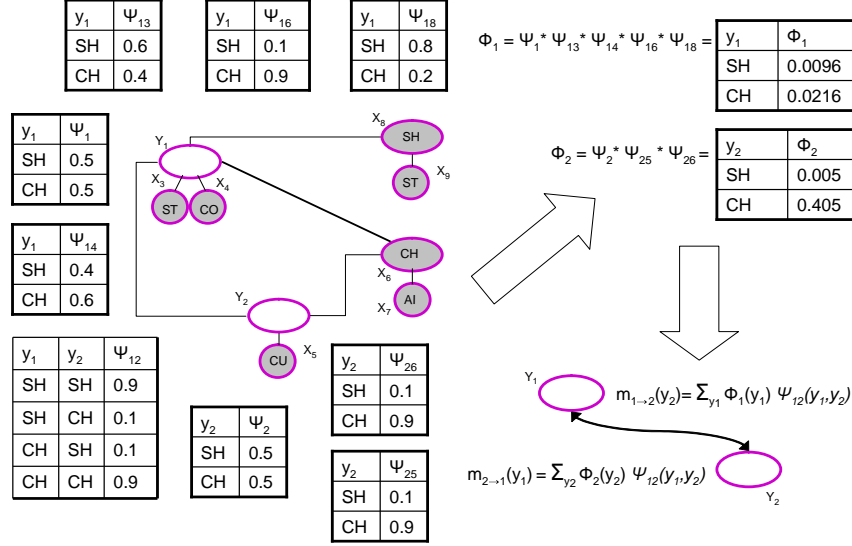 y₁ Ψ₁₃
SH 0.6
CH 0.4
y₁ Ψ₁₆
SH 0.1
CH 0.9
y₁ Ψ₁₈
SH 0.8
CH 0.2
Φ₁ = Ψ₁* Ψ₁₃* Ψ₁₄* Ψ₁₆* Ψ₁₈ =
y₁ Φ₁
SH 0.0096
CH 0.0216
y₁ Ψ₁
SH 0.5
CH 0.5
Y₁
X₃
X₄
ST
CO
X₈
SH
ST
X₉
Φ₂ = Ψ₂* Ψ₂₅* Ψ₂₆ =
y₂ Φ₂
SH 0.005
CH 0.405
y₁ Ψ₁₄
SH 0.4
CH 0.6
CH
X₆
AI
X₇
Y₂
CU
X₅
y₁ y₂ Ψ₁₂
SH SH 0.9
SH CH 0.1
CH SH 0.1
CH CH 0.9
y₂ Ψ₂
SH 0.5
CH 0.5
y₂ Ψ₂₆
SH 0.1
CH 0.9
y₂ Ψ₂₅
SH 0.1
CH 0.9
Y₁
m₁→₂(y₂)= Σy₁ Φ₁(y₁) Ψ₁₂(y₁,y₂)
m₂→₁(y₁) = Σy₂ Φ₂(y₂) Ψ₁₂(y₁,y₂)
Y₂